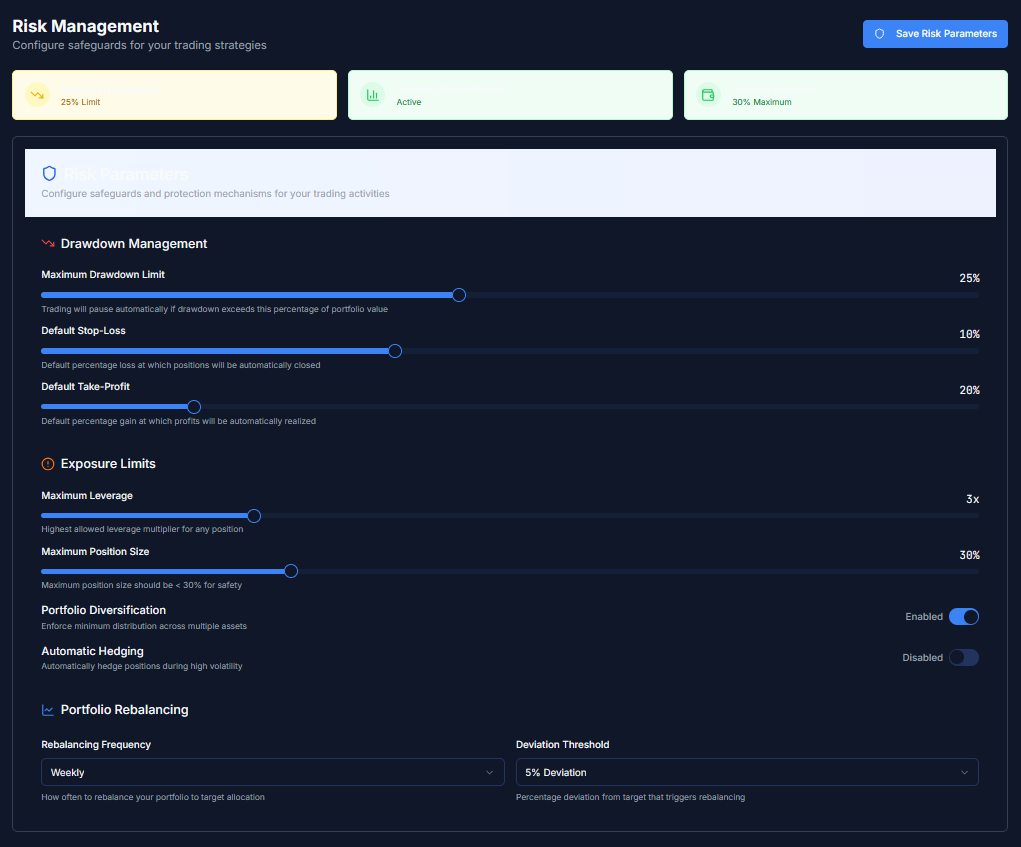 Risk Management
Configure safeguards for your trading strategies
Save Risk Parameters
25% Limit
Active
30% Maximum
Risk Parameters
Configure safeguards and protection mechanisms for your trading activities
Drawdown Management
Maximum Drawdown Limit
25%
Trading will pause automatically if drawdown exceeds this percentage of portfolio value
Default Stop-Loss
10%
Default percentage loss at which positions will be automatically closed
Default Take-Profit
20%
Default percentage gain at which profits will be automatically realized
Exposure Limits
Maximum Leverage
3x
Highest allowed leverage multiplier for any position
Maximum Position Size
30%
Maximum position size should be < 30% for safety
Portfolio Diversification
Enforce minimum distribution across multiple assets
Enabled
Automatic Hedging
Automatically hedge positions during high volatility
Disabled
Portfolio Rebalancing
Rebalancing Frequency
Weekly
How often to rebalance your portfolio to target allocation
Deviation Threshold
5% Deviation
Percentage deviation from target that triggers rebalancing